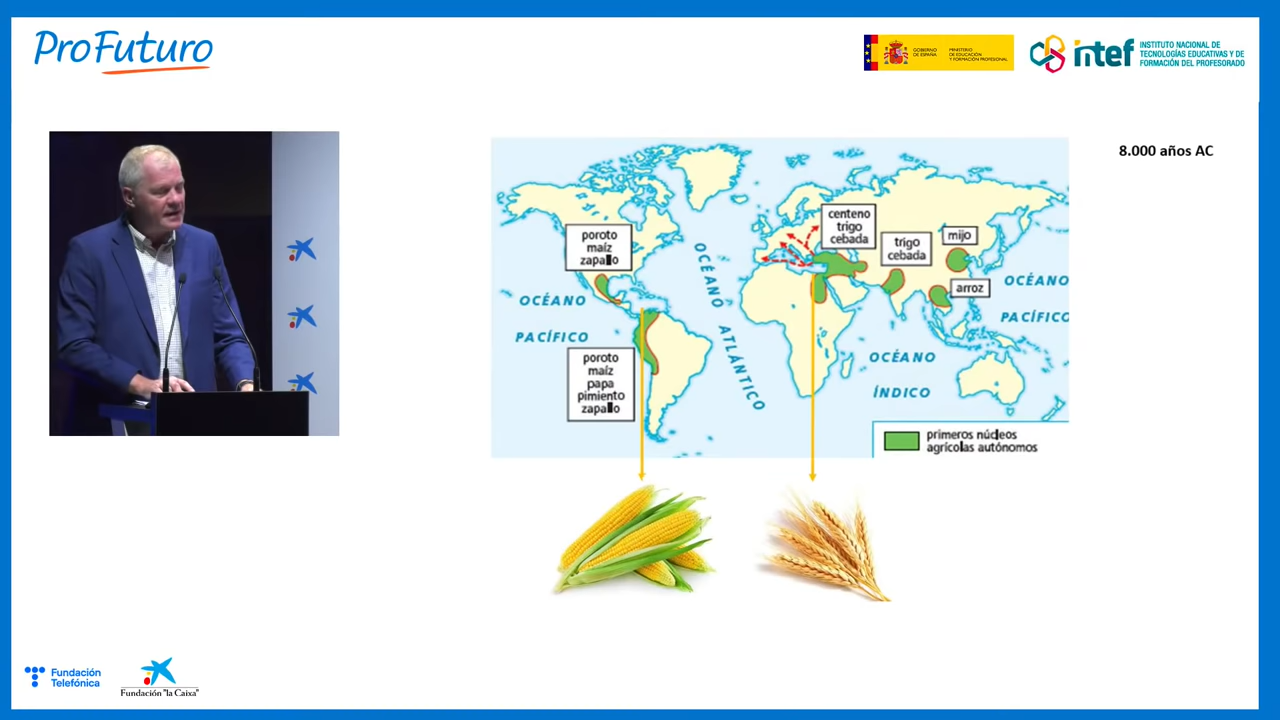 ProFuturo
GOBIERNO
DE ESPAÑA
MINISTERIO
DE EDUCACIÓN
Y FORMACIÓN PROFESIONAL
intef
INSTITUTO NACIONAL DE
TECNOLOGÍAS EDUCATIVAS Y DE
FORMACIÓN DEL PROFESORADO
8.000 años AC
poroto
maíz
zapallo
centeno
trigo
cebada
trigo
cebada
mijo
arroz
OCÉANO
PACÍFICO
OCÉANO ATLÁNTICO
OCÉANO
PACÍFICO
OCÉANO
ÍNDICO
poroto
maíz
papa
pimiento
zapallo
primeros núcleos
agrícolas autónomos
Fundación
Telefónica
Fundación "la Caixa"